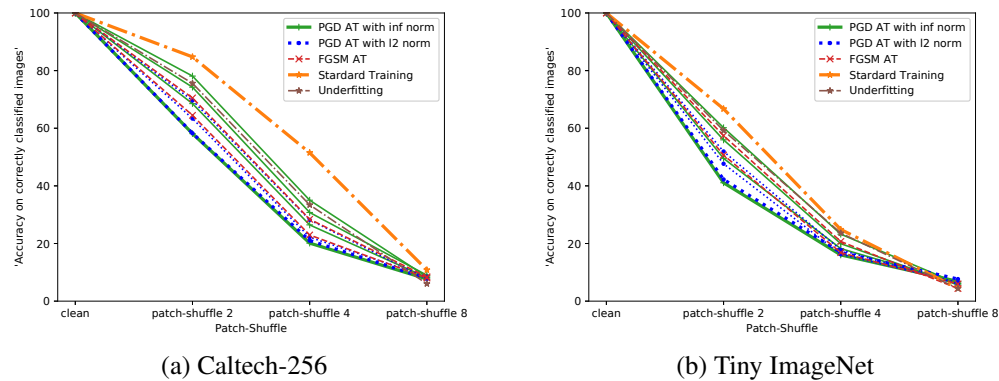 'Accuracy on correctly classified images'
100
80
60
40
20
0
PGD AT with inf norm
PGD AT with l2 norm
FGSM AT
Stardard Training
Underfitting
clean
patch-shuffle 2
patch-shuffle 4
patch-shuffle 8
Patch-Shuffle
(a) Caltech-256
'Accuracy on correctly classified images'
100
80
60
40
20
0
PGD AT with inf norm
PGD AT with l2 norm
FGSM AT
Stardard Training
Underfitting
clean
patch-shuffle 2
patch-shuffle 4
patch-shuffle 8
Patch-Shuffle
(b) Tiny ImageNet